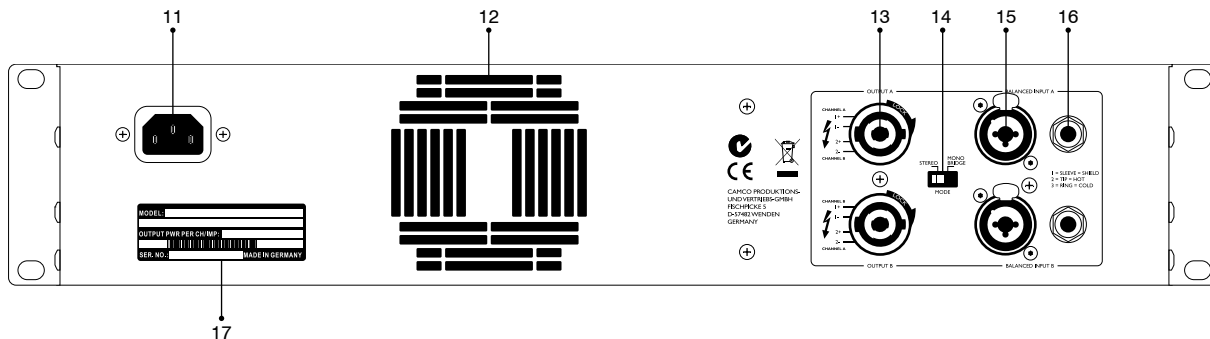 11
12
13
14
15
16
OUTPUT A
BALANCED INPUT A
CHANNEL A
1+
1-
2+
2-
CHANNEL B
LOCK
STEREO
MONO
BRIDGE
MODE
1 = SLEEVE = SHIELD
2 = TIP = HOT
3 = RING = COLD
CE
CAMCO PRODUKTIONS-
UND VERTRIEBS-GMBH
FISCHPICKE 5
D-57482 WENDEN
GERMANY
CHANNEL B
1+
1-
2+
2-
CHANNEL A
LOCK
OUTPUT B
BALANCED INPUT B
MODEL:
OUTPUT PWR PER CH/IMP:
SER. NO.:
MADE IN GERMANY
17